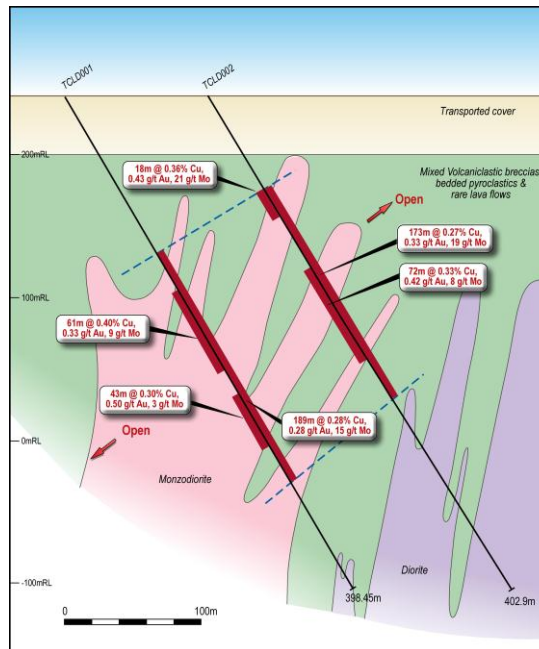 TCLD001
TCLD002
Transported cover
200mRL
18m @ 0.36% Cu,
0.43 g/t Au, 21 g/t Mo
Mixed Volcaniclastic breccias
bedded pyroclastics &
rare lava flows
Open
173m @ 0.27% Cu,
0.33 g/t Au, 19 g/t Mo
72m @ 0.33% Cu,
0.42 g/t Au, 8 g/t Mo
100mRL
61m @ 0.40% Cu,
0.33 g/t Au, 9 g/t Mo
43m @ 0.30% Cu,
0.50 g/t Au, 3 g/t Mo
189m @ 0.28% Cu,
0.28 g/t Au, 15 g/t Mo
0mRL
Open
Monzodiorite
Diorite
-100mRL
398.45m
402.9m
0 100m